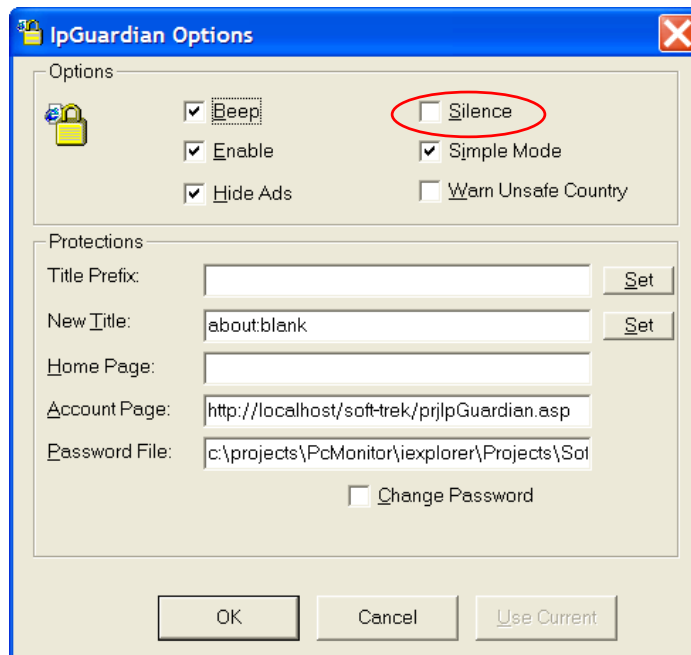 IpGuardian Options
Options
Beep
Silence
Enable
Simple Mode
Hide Ads
Warn Unsafe Country
Protections
Title Prefix:
Set
New Title:
about:blank
Set
Home Page:
Account Page:
http://localhost/soft-trek/prjIpGuardian.asp
Password File:
c:\projects\PcMonitor\iexplorer\Projects\Sof
Change Password
OK
Cancel
Use Current